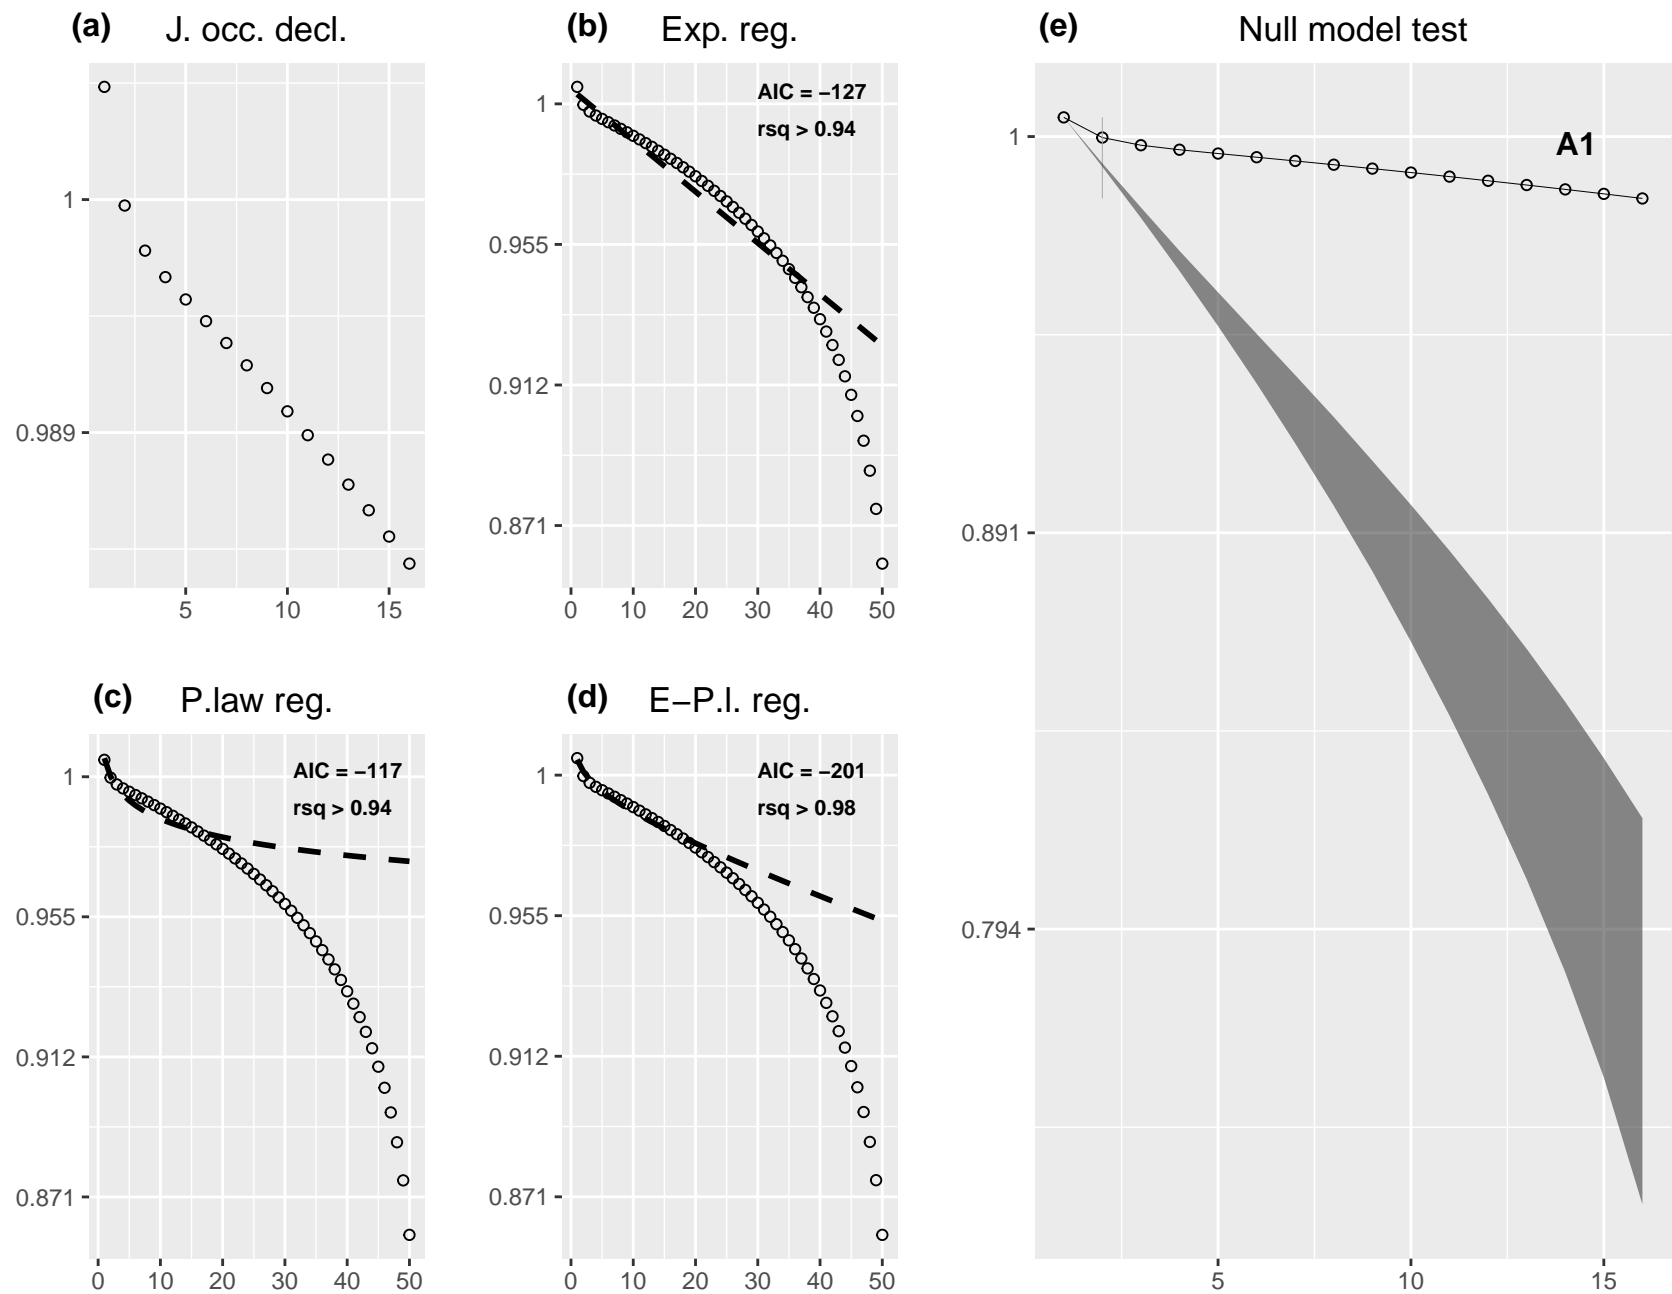 (a) J. occ. decl.
1
0.989
5 10 15
(b) Exp. reg.
AIC = −127
rsq > 0.94
1
0.955
0.912
0.871
0 10 20 30 40 50
(c) P.law reg.
AIC = −117
rsq > 0.94
1
0.955
0.912
0.871
0 10 20 30 40 50
(d) E−P.l. reg.
AIC = −201
rsq > 0.98
1
0.955
0.912
0.871
0 10 20 30 40 50
(e) Null model test
A1
1
0.891
0.794
5 10 15